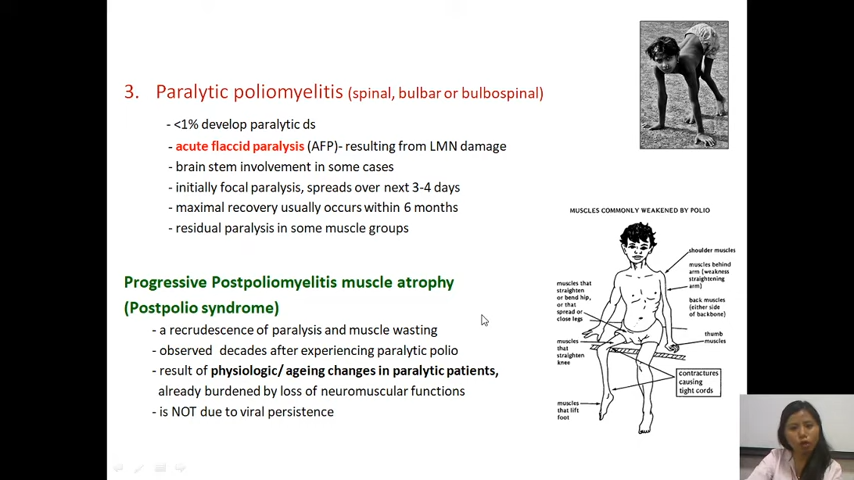 3. Paralytic poliomyelitis (spinal, bulbar or bulbospinal)
- <1% develop paralytic ds
- acute flaccid paralysis (AFP)- resulting from LMN damage
- brain stem involvement in some cases
- initially focal paralysis, spreads over next 3-4 days
- maximal recovery usually occurs within 6 months
- residual paralysis in some muscle groups
Progressive Postpoliomyelitis muscle atrophy
(Postpolio syndrome)
- a recrudescence of paralysis and muscle wasting
- observed decades after experiencing paralytic polio
- result of physiologic/ ageing changes in paralytic patients,
already burdened by loss of neuromuscular functions
- is NOT due to viral persistence
MUSCLES COMMONLY WEAKENED BY POLIO
shoulder muscles
muscles behind
arm (weakness
straightening
arm)
back muscles
(either side
of backbone)
thumb
muscles
contractures
causing
tight cords
muscles that
straighten
or bend hip,
or that
spread or
close legs
muscles
that
straighten
knee
muscles
that lift
foot